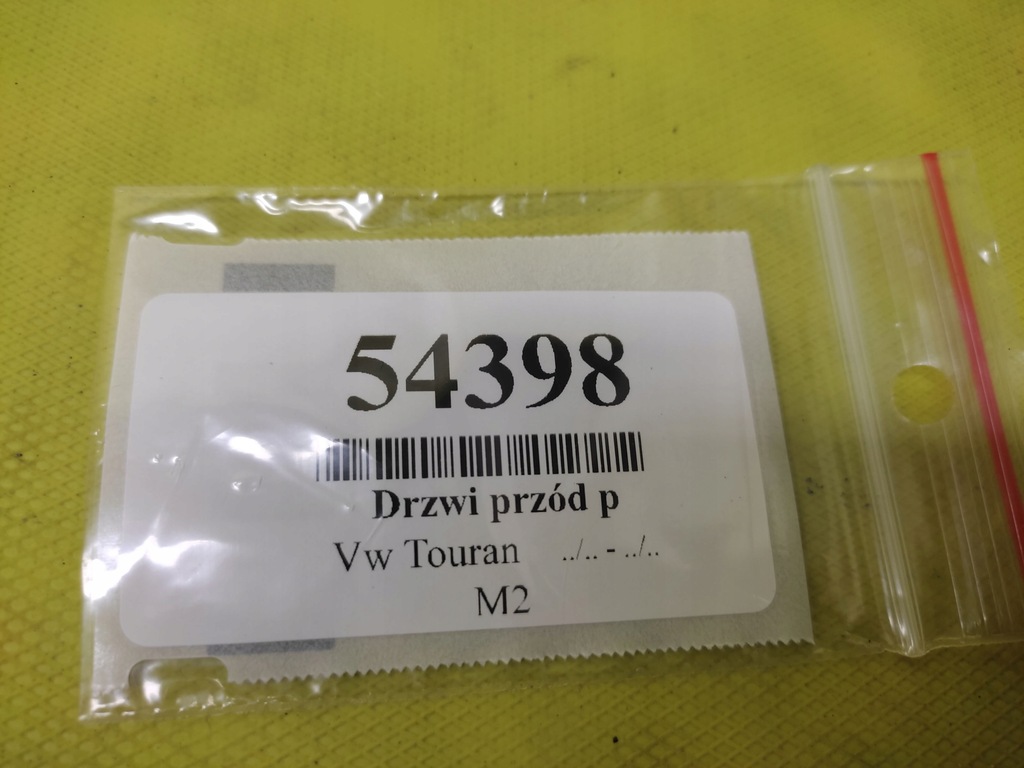 54398
Drzwi przód p
Vw Touran ../.. - ../..
M2